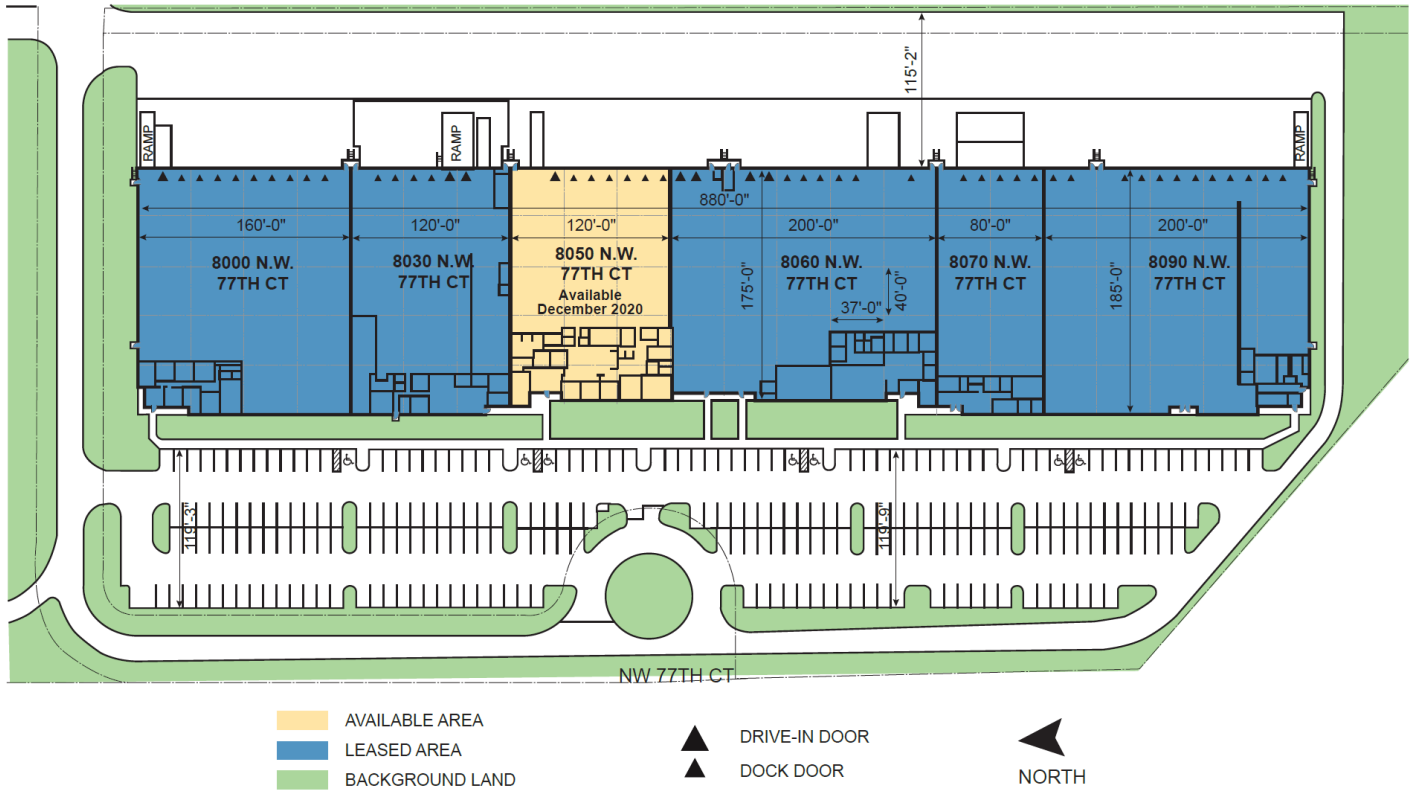 115'-2"
RAMP
RAMP
RAMP
880'-0"
160'-0"
120'-0"
120'-0"
200'-0"
80'-0"
200'-0"
8000 N.W.
77TH CT
8030 N.W.
77TH CT
8050 N.W.
77TH CT
Available
December 2020
8060 N.W.
77TH CT
8070 N.W.
77TH CT
8090 N.W.
77TH CT
175'-0"
37'-0"
40'-0"
185'-0"
119'-3"
119'-9"
NW 77TH CT
AVAILABLE AREA
LEASED AREA
BACKGROUND LAND
DRIVE-IN DOOR
DOCK DOOR
NORTH